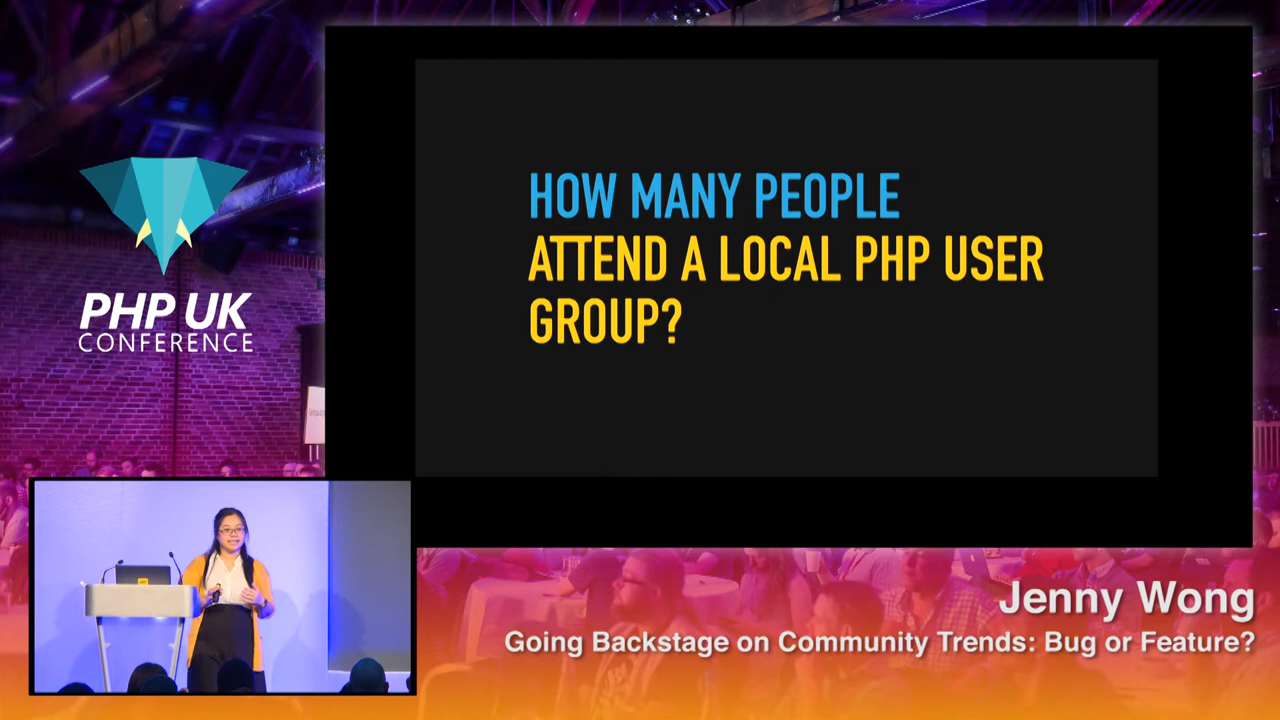 HOW MANY PEOPLE
ATTEND A LOCAL PHP USER
GROUP?
PHP UK
CONFERENCE
Jenny Wong
Going Backstage on Community Trends: Bug or Feature?